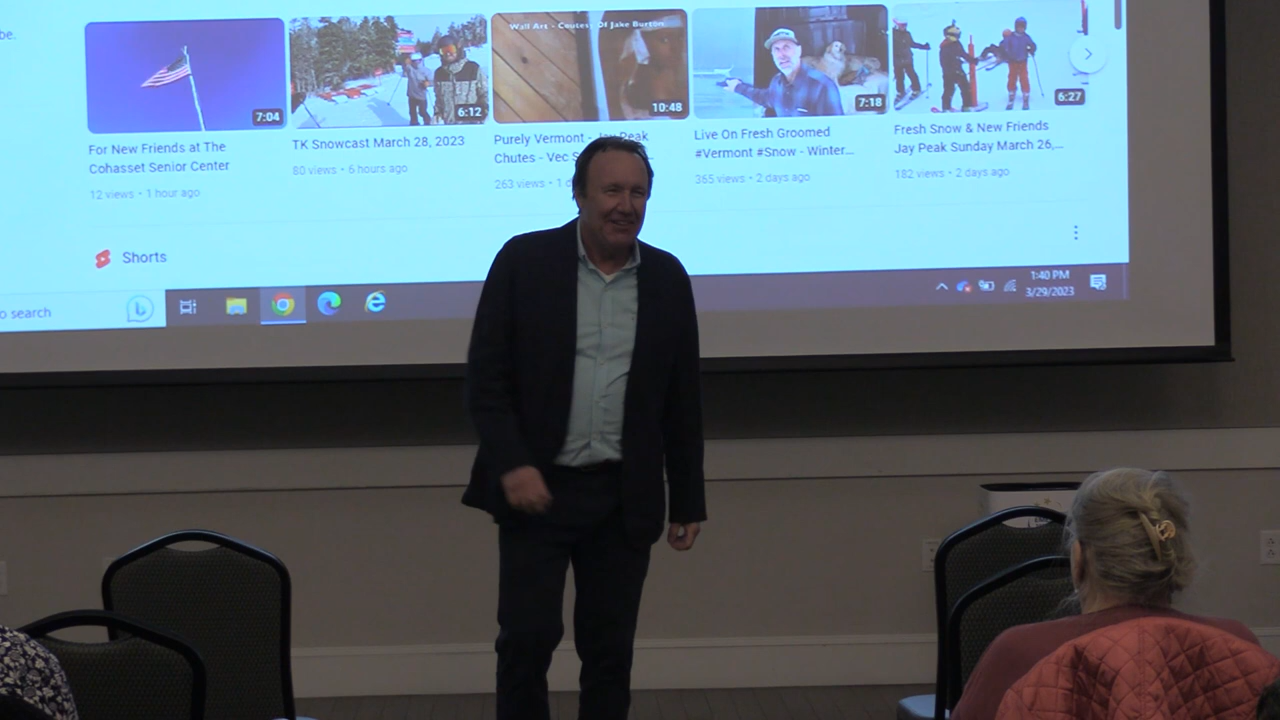 be.
Wall Art - Coutesy Of Jake Burton
7:04
6:12
10:48
7:18
6:27
For New Friends at The
Cohasset Senior Center
12 views • 1 hour ago
TK Snowcast March 28, 2023
80 views • 6 hours ago
Purely Vermont - Jay Peak
Chutes - Vec S
263 views • 1 d
Live On Fresh Groomed
#Vermont #Snow - Winter...
365 views • 2 days ago
Fresh Snow & New Friends
Jay Peak Sunday March 26,...
182 views • 2 days ago
Shorts
o search
1:40 PM
3/29/2023